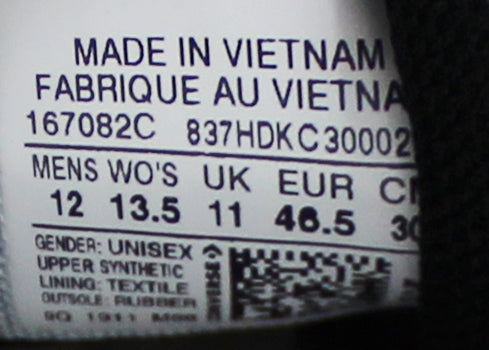 MADE IN VIETNAM
FABRIQUE AU VIETNA
167082C 837HDKC30002
MENS WO'S UK EUR
12 13.5 11 46.5 30
GENDER: UNISEX
UPPER SYNTHETIC
LINING: TEXTILE
OUTSOLE: RUBBER